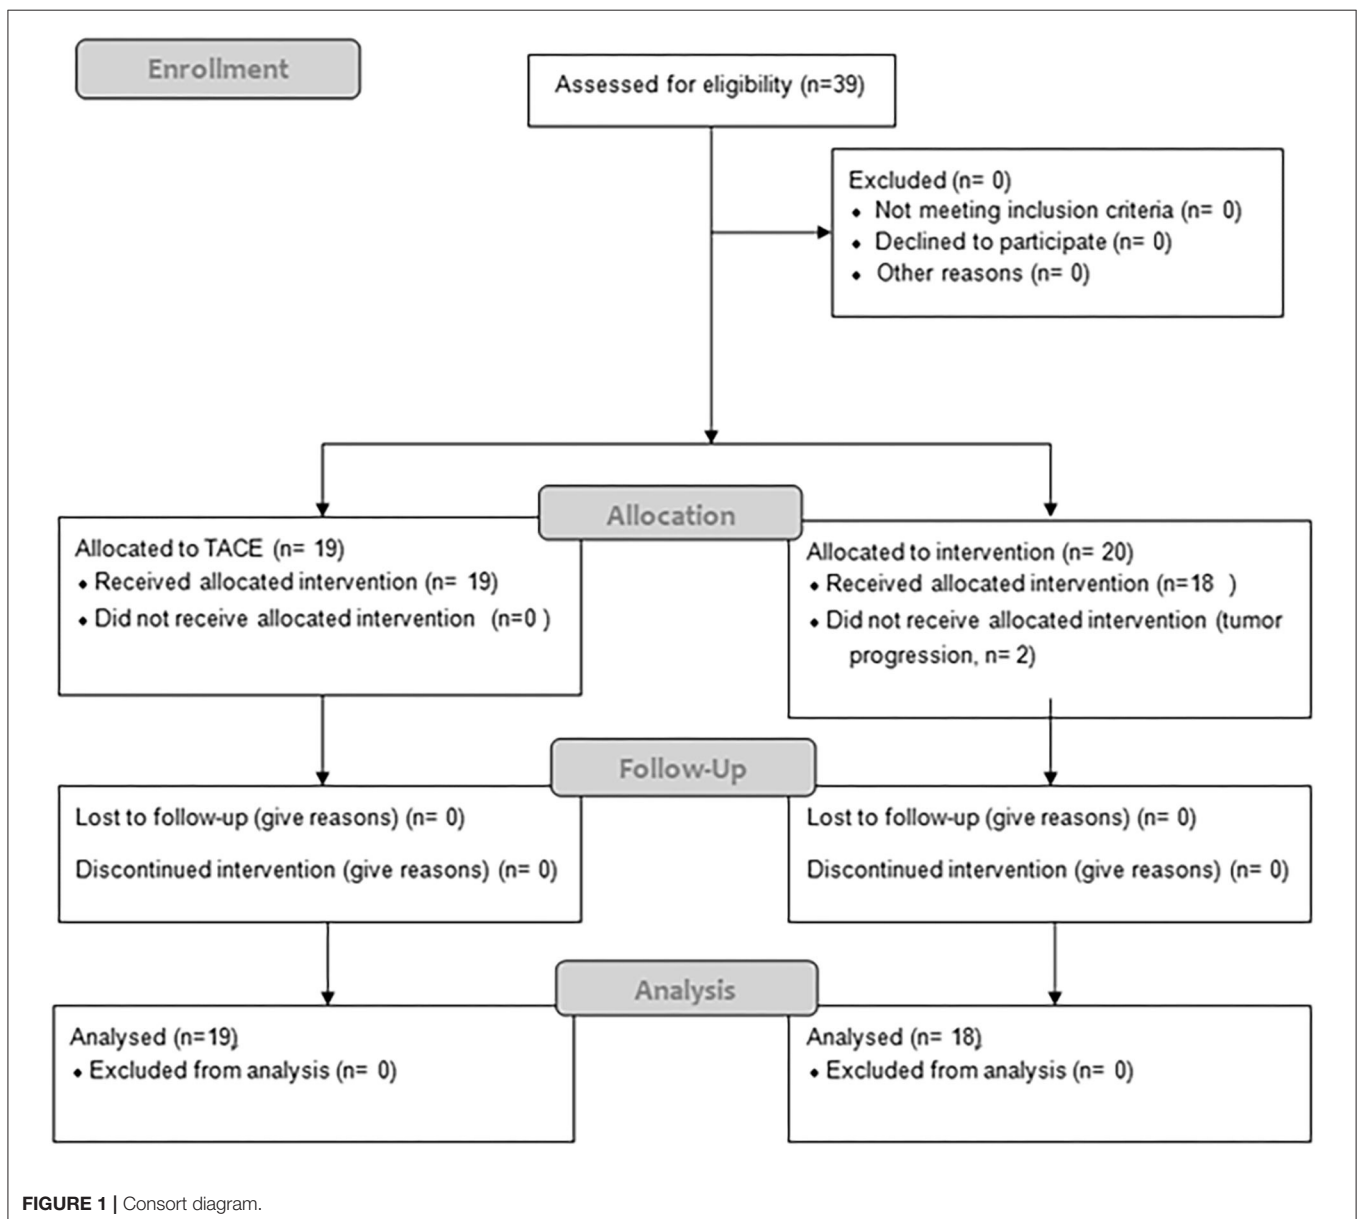 Enrollment
Assessed for eligibility (n=39)
Excluded (n= 0)
• Not meeting inclusion criteria (n= 0)
• Declined to participate (n= 0)
• Other reasons (n= 0)
Allocation
Allocated to TACE (n= 19)
• Received allocated intervention (n= 19)
• Did not receive allocated intervention (n=0 )
Allocated to intervention (n= 20)
• Received allocated intervention (n=18 )
• Did not receive allocated intervention (tumor
progression, n= 2)
Follow-Up
Lost to follow-up (give reasons) (n= 0)
Discontinued intervention (give reasons) (n= 0)
Lost to follow-up (give reasons) (n= 0)
Discontinued intervention (give reasons) (n= 0)
Analysis
Analysed (n=19)
• Excluded from analysis (n= 0)
Analysed (n= 18)
• Excluded from analysis (n= 0)
FIGURE 1 | Consort diagram.